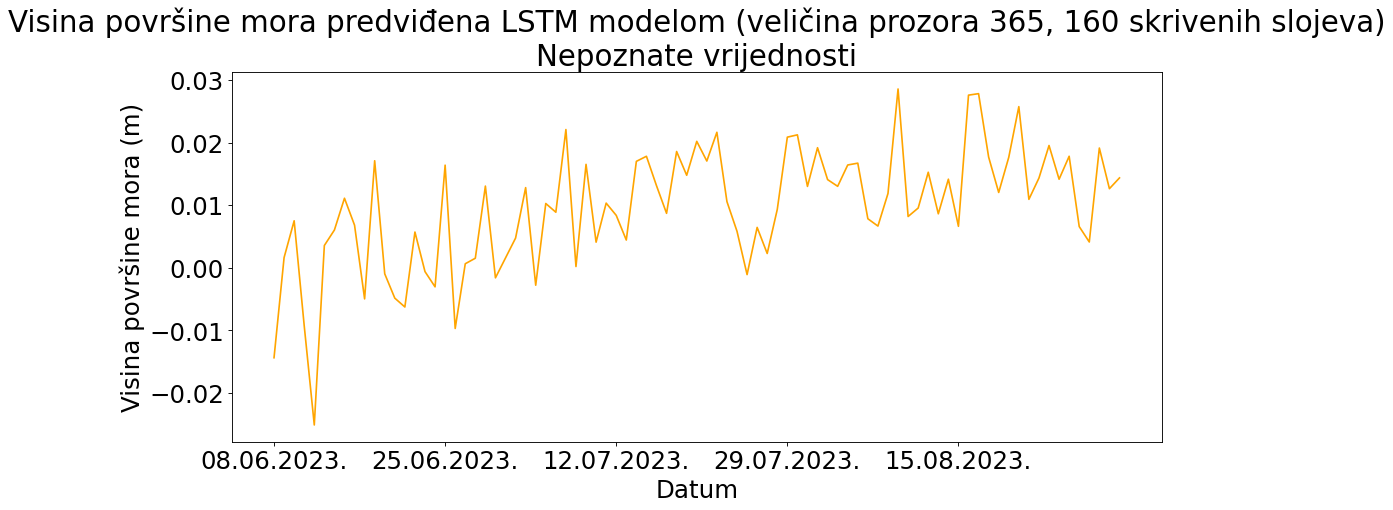 Visina površine mora predviđena LSTM modelom (veličina prozora 365, 160 skrivenih slojeva)
Nepoznate vrijednosti
Visina površine mora (m)
0.03
0.02
0.01
0.00
−0.01
−0.02
08.06.2023. 25.06.2023. 12.07.2023. 29.07.2023. 15.08.2023.
Datum